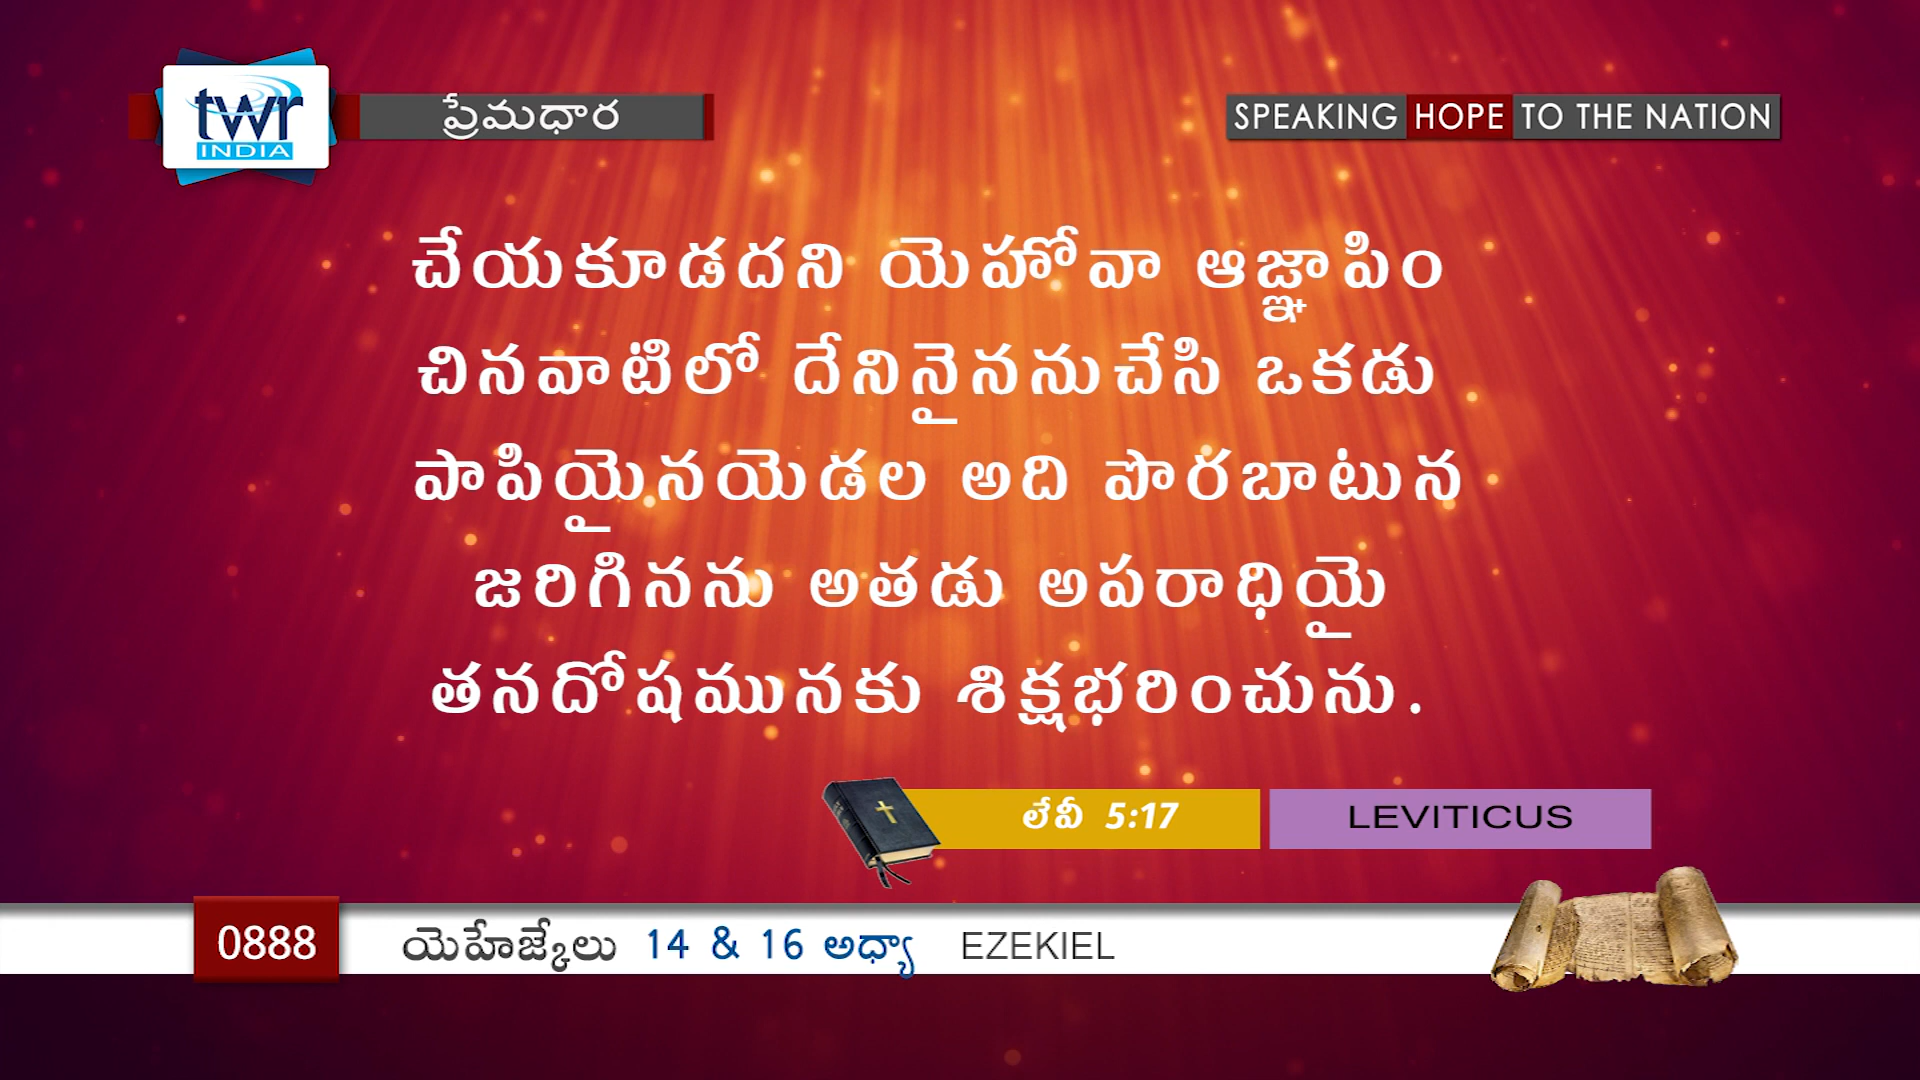 twr
INDIA
ప్రేమధార
SPEAKING HOPE TO THE NATION
చేయకూడదని యెహోవా ఆజ్ఞాపిం
చినవాటిలో దేనినైననుచేసి ఒకడు
పాపియైనయెడల అది పొరబాటున
జరిగినను అతడు అపరాధియై
తనదోషమునకు శిక్షభరించును.
లేవీ 5:17
LEVITICUS
0888
యెహేజ్కేలు 14 & 16 అధ్యా EZEKIEL